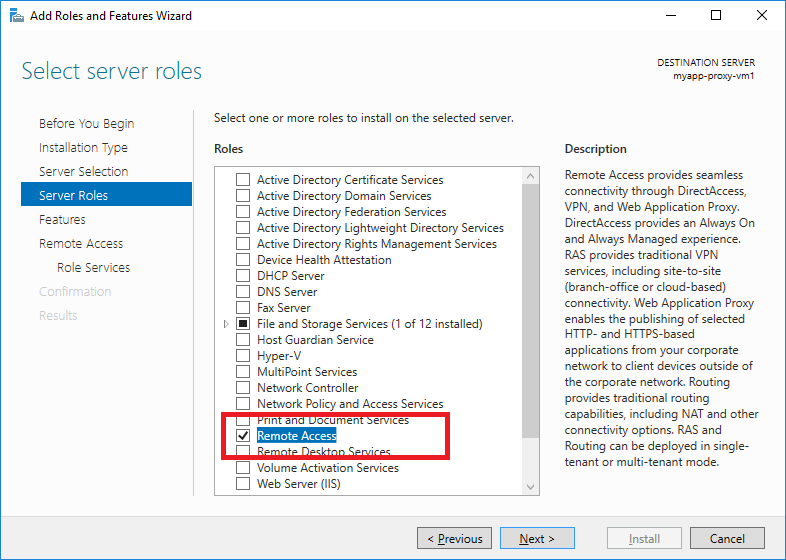 Add Roles and Features Wizard
Select server roles
DESTINATION SERVER
myapp-proxy-vm1
Before You Begin
Installation Type
Server Selection
Server Roles
Features
Remote Access
Role Services
Confirmation
Results
Select one or more roles to install on the selected server.
Roles
Active Directory Certificate Services
Active Directory Domain Services
Active Directory Federation Services
Active Directory Lightweight Directory Services
Active Directory Rights Management Services
Device Health Attestation
DHCP Server
DNS Server
Fax Server
File and Storage Services (1 of 12 installed)
Host Guardian Service
Hyper-V
MultiPoint Services
Network Controller
Network Policy and Access Services
Print and Document Services
Remote Access
Remote Desktop Services
Volume Activation Services
Web Server (IIS)
Description
Remote Access provides seamless
connectivity through DirectAccess,
VPN, and Web Application Proxy.
DirectAccess provides an Always On
and Always Managed experience.
RAS provides traditional VPN
services, including site-to-site
(branch-office or cloud-based)
connectivity. Web Application Proxy
enables the publishing of selected
HTTP- and HTTPS-based
applications from your corporate
network to client devices outside of
the corporate network. Routing
provides traditional routing
capabilities, including NAT and other
connectivity options. RAS and
Routing can be deployed in single-
tenant or multi-tenant mode.
< Previous
Next >
Install
Cancel